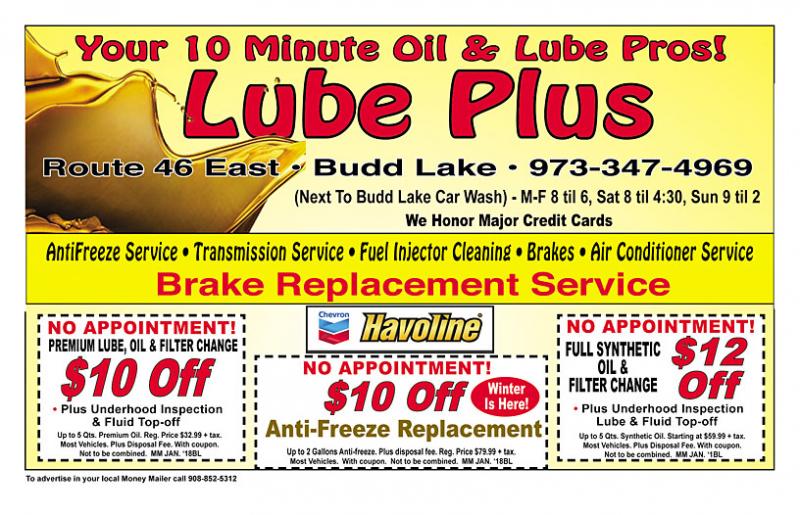 Your 10 Minute Oil & Lube Pros!
Lube Plus
Route 46 East • Budd Lake • 973-347-4969
(Next To Budd Lake Car Wash) - M-F 8 til 6, Sat 8 til 4:30, Sun 9 til 2
We Honor Major Credit Cards
AntiFreeze Service • Transmission Service • Fuel Injector Cleaning • Brakes • Air Conditioner Service
Brake Replacement Service
NO APPOINTMENT!
PREMIUM LUBE, OIL & FILTER CHANGE
$10 Off
• Plus Underhood Inspection
& Fluid Top-off
Up to 5 Qts. Premium Oil. Reg. Price $32.99 + tax.
Most Vehicles. Plus Disposal Fee. With coupon.
Not to be combined. MM JAN. '18BL
Chevron
Havoline
NO APPOINTMENT!
$10 Off
Winter
Is Here!
Anti-Freeze Replacement
Up to 2 Gallons Anti-freeze. Plus disposal fee. Reg. Price $79.99 + tax.
Most Vehicles. With coupon. Not to be combined. MM JAN. '18BL
NO APPOINTMENT!
FULL SYNTHETIC
OIL &
FILTER CHANGE
$12
Off
• Plus Underhood Inspection
Lube & Fluid Top-off
Up to 5 Qts. Synthetic Oil. Starting at $59.99 + tax.
Most Vehicles. Plus Disposal Fee. With coupon.
Not to be combined. MM JAN. '1BL
To advertise in your local Money Mailer call 908-852-5312